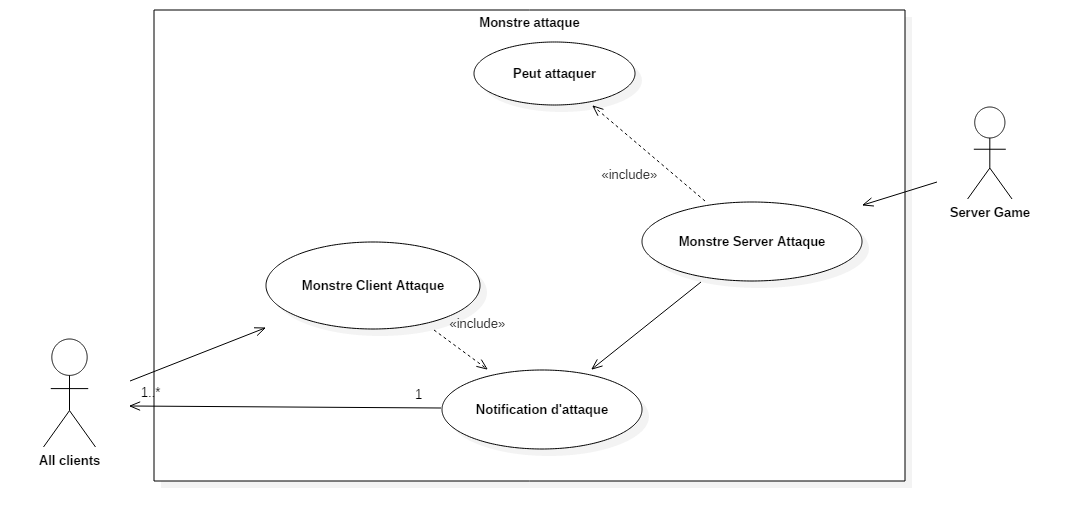 Monstre attaque
Peut attaquer
«include»
Server Game
Monstre Server Attaque
Monstre Client Attaque
«include»
1..*
1
Notification d'attaque
All clients